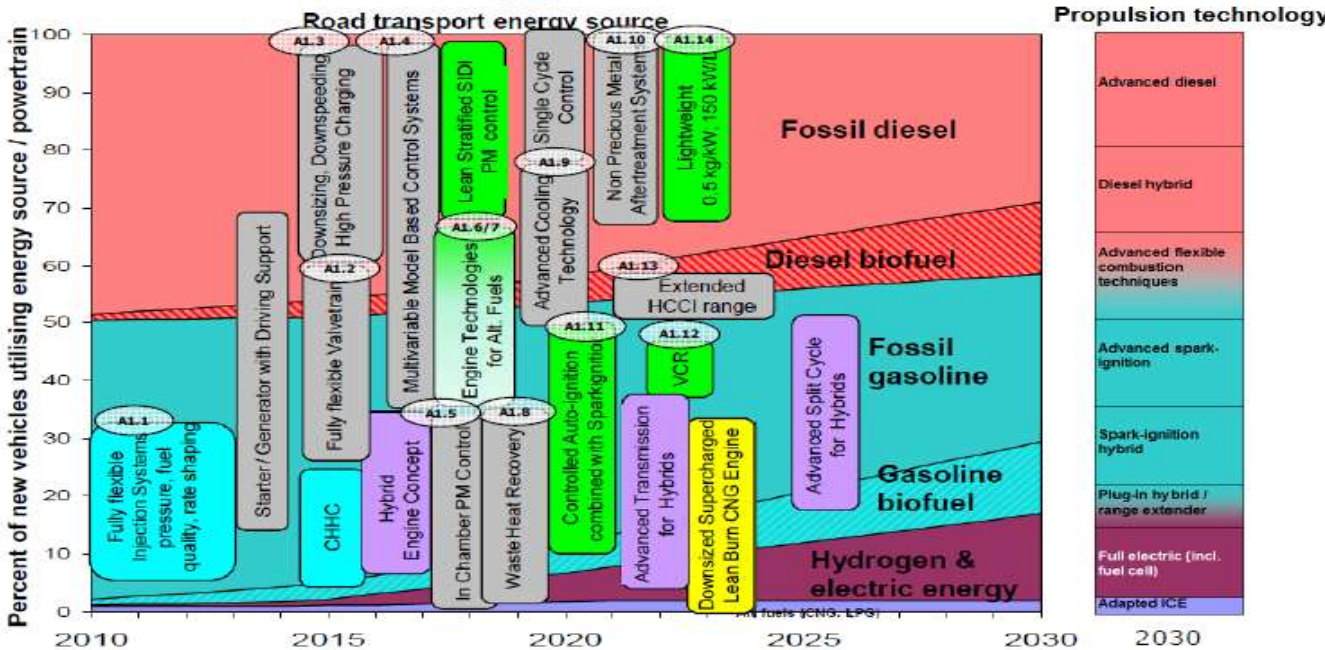 Road transport energy source
Propulsion technology
Percent of new vehicles utilising energy source / powertrain
100
90
80
70
60
50
40
30
20
10
0
2010
2015
2020
2025
2030
A1.1
Fully flexible
Injection Systems
pressure, fuel
quality, rate shaping
Starter / Generator with Driving Support
A1.3
Downsizing, Downspeeding
High Pressure Charging
A1.2
Fully flexible Valvetrain
CHHC
A1.4
Multivariable Model Based Control Systems
Hybrid
Engine Concept
Lean Stratified SIDI
PM control
A1.6/7
Engine Technologies
for Alt. Fuels
A1.5
In Chamber PM Control
A1.8
Waste Heat Recovery
Single Cycle
Control
A1.9
Advanced Cooling
Technology
A1.11
Controlled Auto-ignition
combined with Sparkignition
A1.10
Non Precious Metal
Aftertreatment Systems
A1.14
Lightweight
0.5 kg/kW, 150 kW/L
A1.13
Extended
HCCI range
A1.12
VCR
Advanced Transmission
for Hybrids
Downsized Supercharged
Lean Burn CNG Engine
Advanced Split Cycle
for Hybrids
Fossil diesel
Diesel biofuel
Fossil
gasoline
Gasoline
biofuel
Hydrogen &
electric energy
fuels (CNG, LPG)
Advanced diesel
Diesel hybrid
Advanced flexible
combustion
techniques
Advanced spark-
ignition
Spark-ignition
hybrid
Plug-in hybrid /
range extender
Full electric (incl.
fuel cell)
Adapted ICE
2030